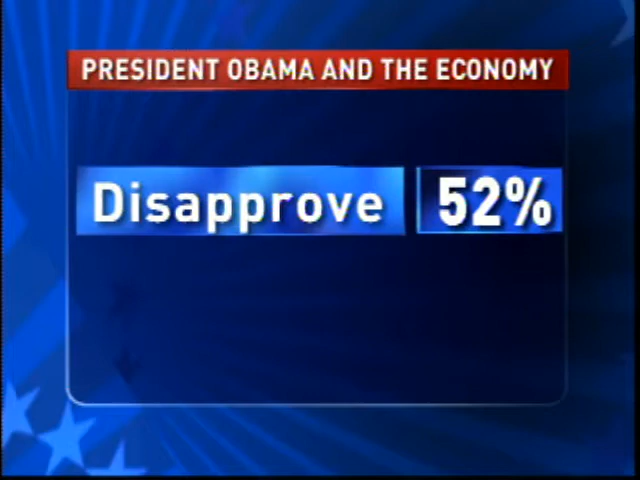 PRESIDENT OBAMA AND THE ECONOMY
Disapprove 52%